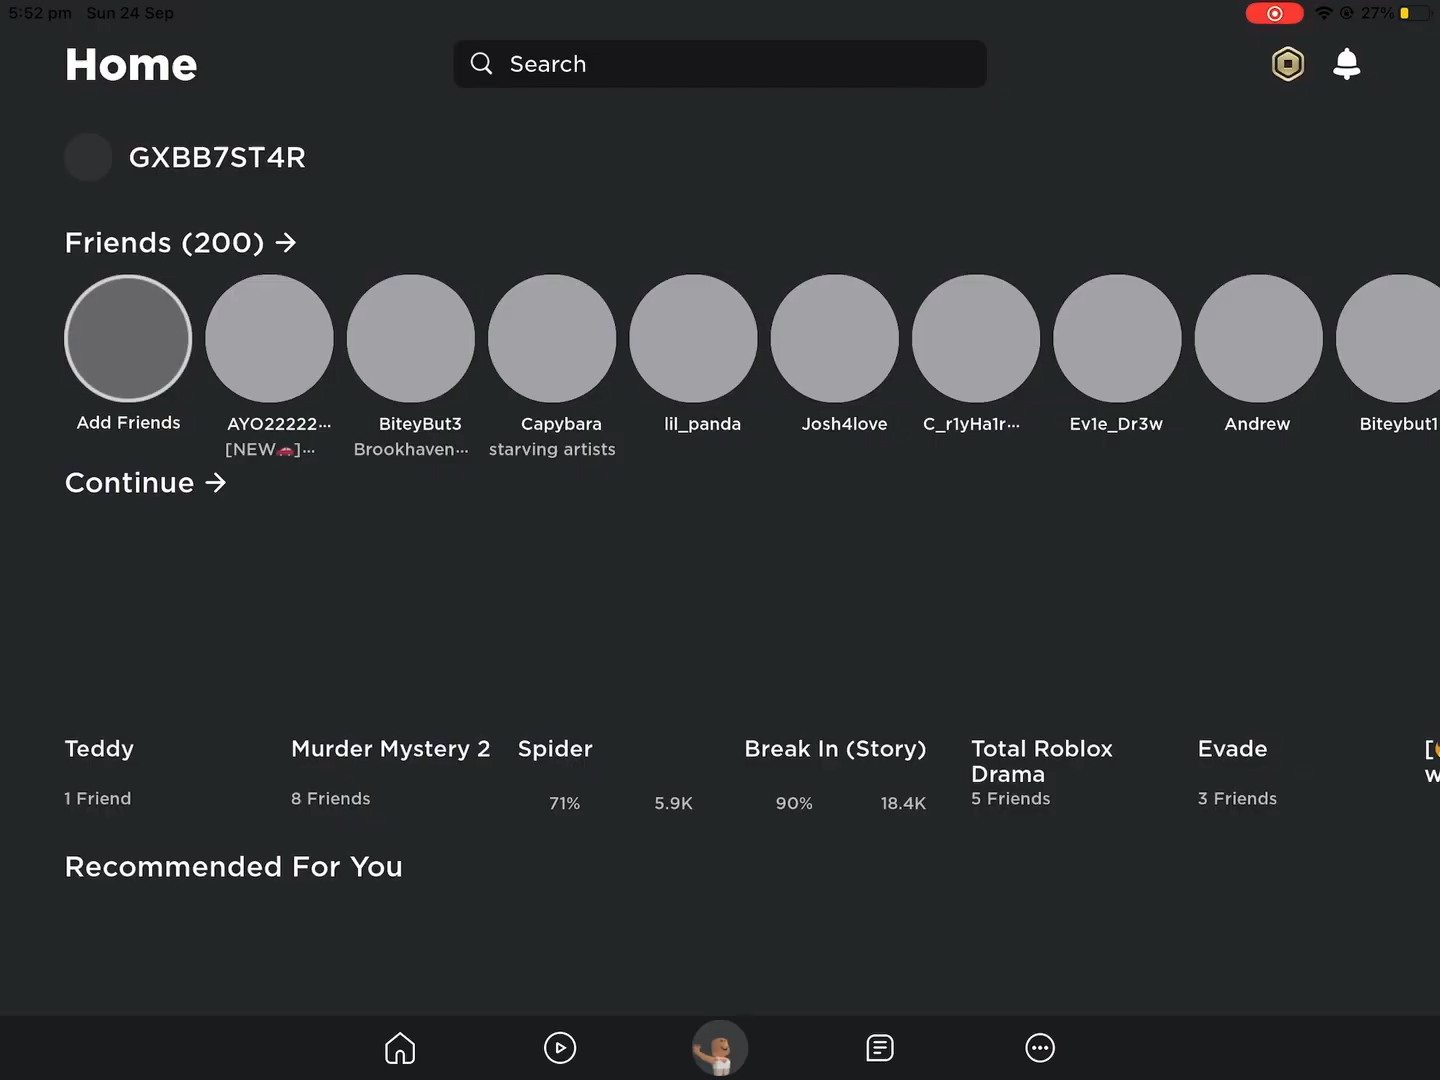 5:52 pm Sun 24 Sep 27%
Home
Search
GXBB7ST4R
Friends (200) →
Add Friends AYO22222··· BiteyBut3 Capybara lil_panda Josh4love C_r1yHa1r··· Ev1e_Dr3w Andrew Biteybut1
[NEW🚗]··· Brookhaven··· starving artists
Continue →
Teddy Murder Mystery 2 Spider Break In (Story) Total Roblox Evade
Drama
1 Friend 8 Friends 71% 5.9K 90% 18.4K 5 Friends 3 Friends
Recommended For You